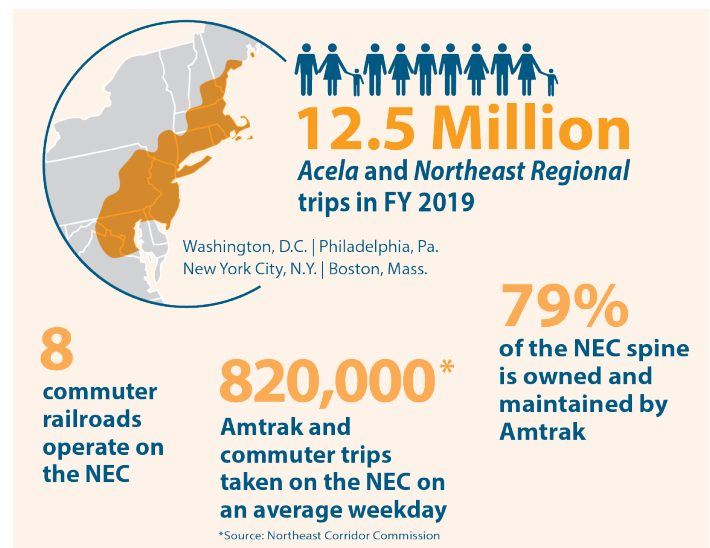 12.5 Million
Acela and Northeast Regional
trips in FY 2019
Washington, D.C. | Philadelphia, Pa.
New York City, N.Y. | Boston, Mass.
79%
of the NEC spine
is owned and
maintained by
Amtrak
8
commuter
railroads
operate on
the NEC
820,000*
Amtrak and
commuter trips
taken on the NEC on
an average weekday
*Source: Northeast Corridor Commission